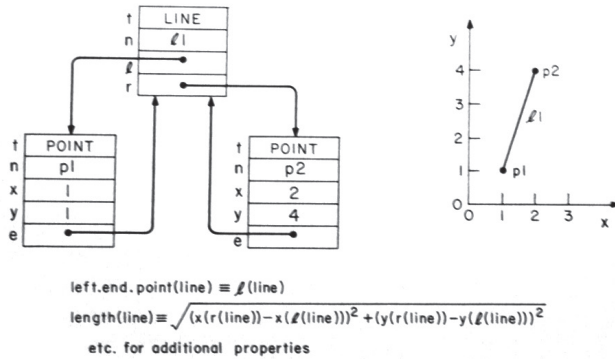 t LINE
n ℓ1
ℓ
r
t POINT
n p1
x 1
y 1
e
t POINT
n p2
x 2
y 4
e
y
4
3
2
1
0
0 1 2 3
x
p2
ℓ1
p1
left.end.point(line) ≡ ℓ(line)
length(line) ≡ √(x(r(line))−x(ℓ(line)))² +(y(r(line))−y(ℓ(line)))²
etc. for additional properties